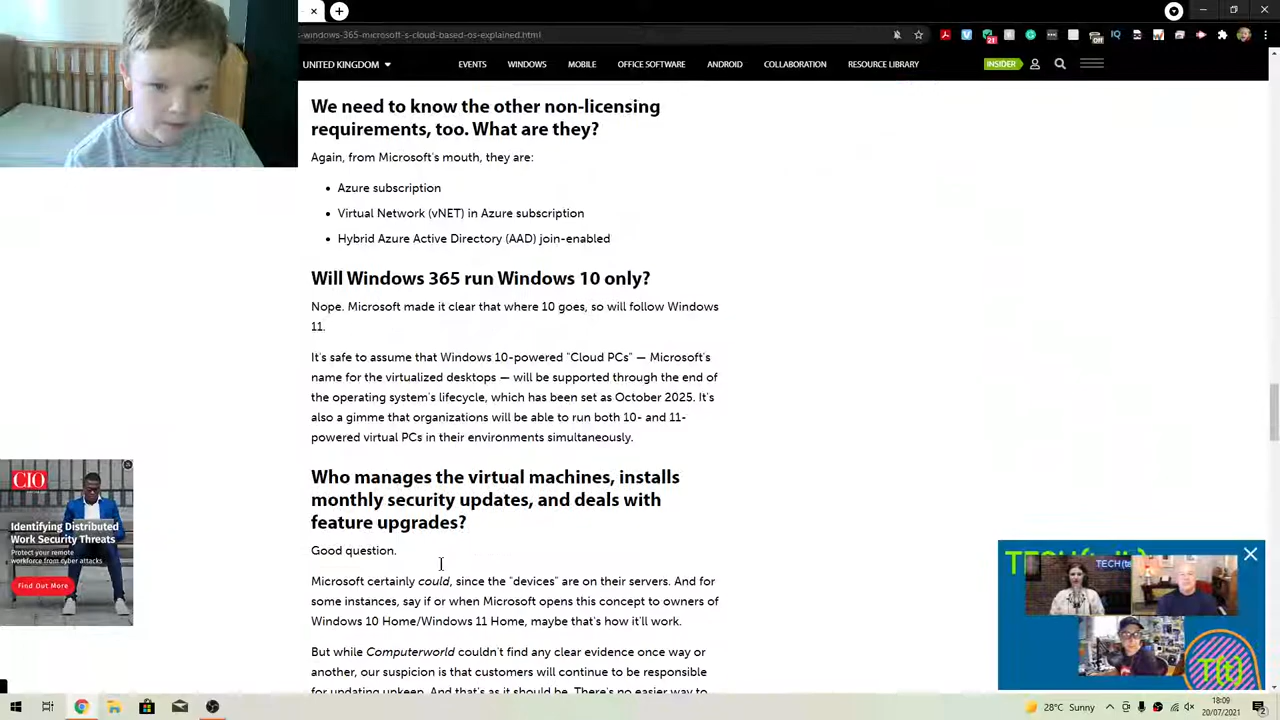 s-windows-365-microsoft-s-cloud-based-os-explained.html
UNITED KINGDOM
EVENTS WINDOWS MOBILE OFFICE SOFTWARE ANDROID COLLABORATION RESOURCE LIBRARY INSIDER
We need to know the other non-licensing
requirements, too. What are they?
Again, from Microsoft's mouth, they are:
• Azure subscription
• Virtual Network (vNET) in Azure subscription
• Hybrid Azure Active Directory (AAD) join-enabled
Will Windows 365 run Windows 10 only?
Nope. Microsoft made it clear that where 10 goes, so will follow Windows
11.
It's safe to assume that Windows 10-powered "Cloud PCs" — Microsoft's
name for the virtualized desktops — will be supported through the end of
the operating system's lifecycle, which has been set as October 2025. It's
also a gimme that organizations will be able to run both 10- and 11-
powered virtual PCs in their environments simultaneously.
Who manages the virtual machines, installs
monthly security updates, and deals with
feature upgrades?
Good question.
Microsoft certainly could, since the "devices" are on their servers. And for
some instances, say if or when Microsoft opens this concept to owners of
Windows 10 Home/Windows 11 Home, maybe that's how it'll work.
But while Computerworld couldn't find any clear evidence once way or
another, our suspicion is that customers will continue to be responsible
for updating upkeep. And that's as it should be. There's no easier way to
CIO
Identifying Distributed
Work Security Threats
Protect your remote
workforce from cyber attacks
Find Out More
TECH(talk)
TECH(
T(t)
28°C Sunny
18:09
20/07/2021